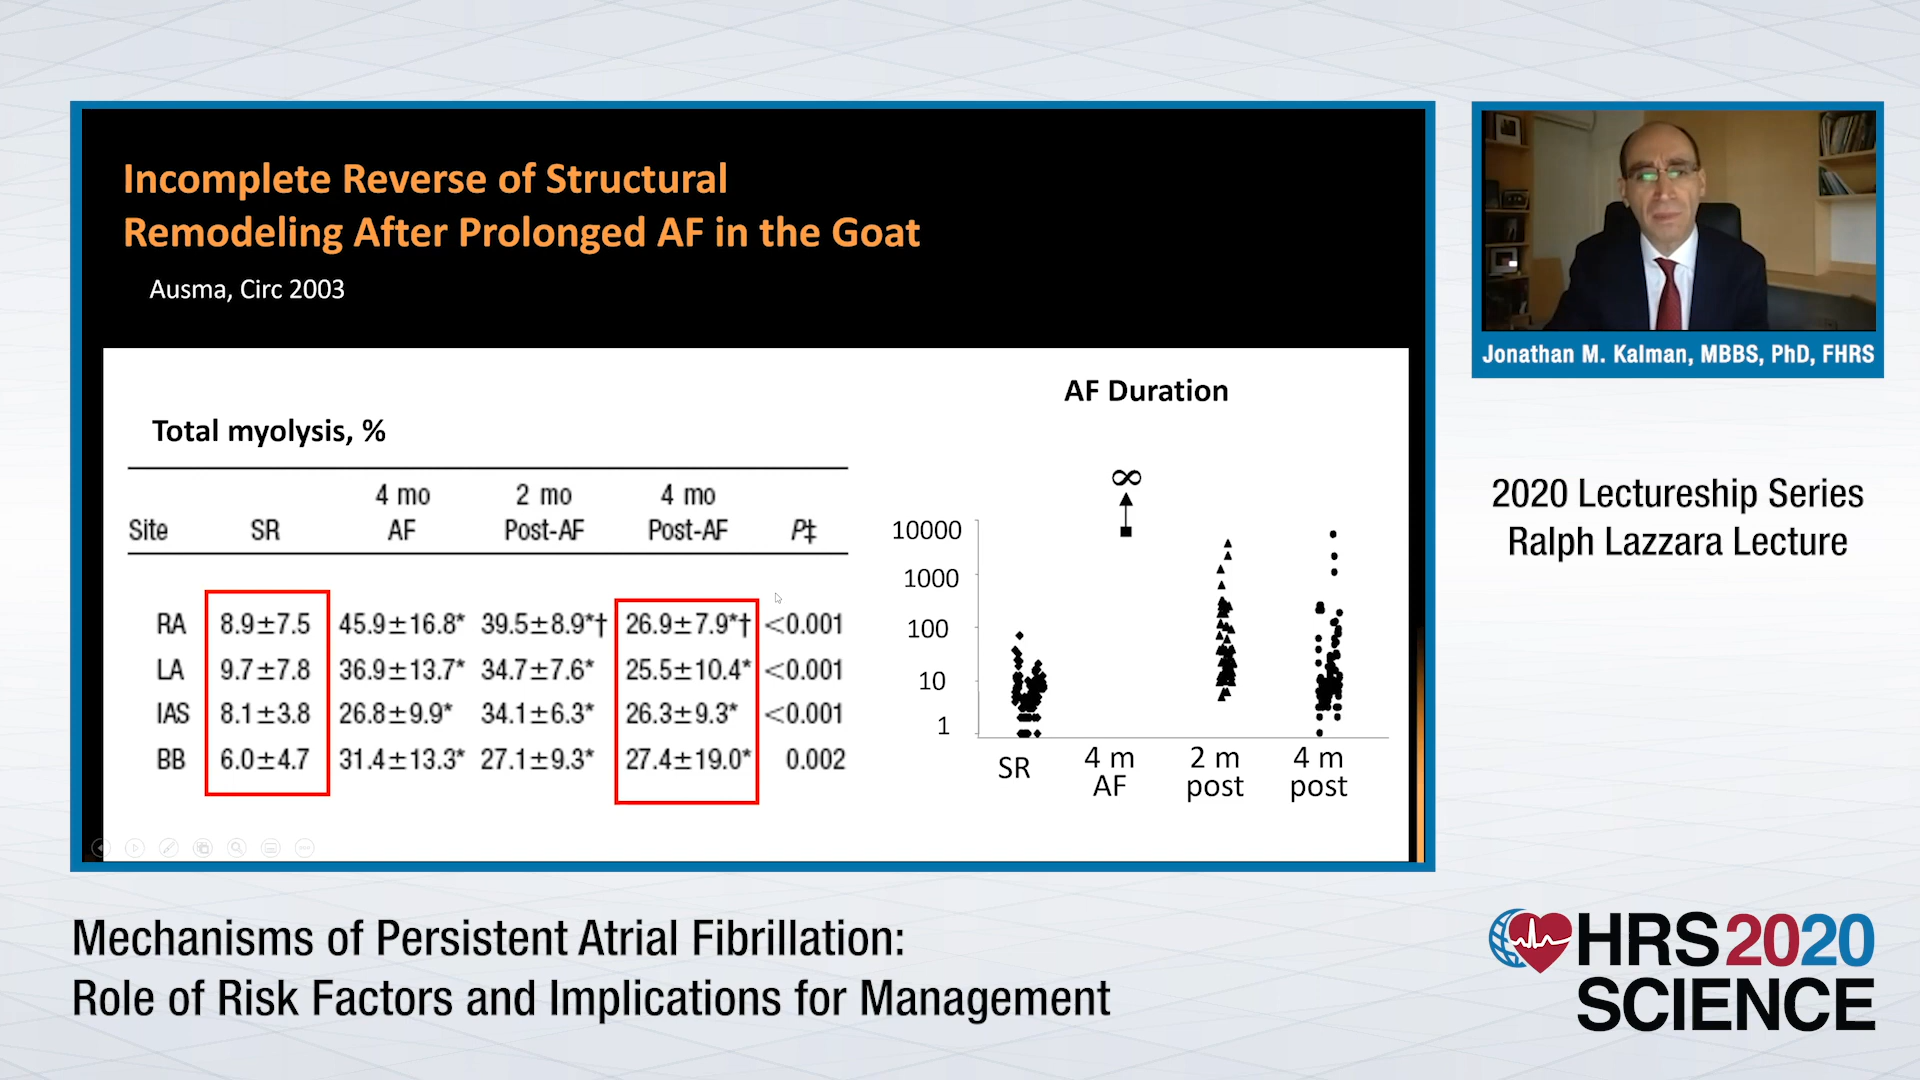 Incomplete Reverse of Structural
Remodeling After Prolonged AF in the Goat
Ausma, Circ 2003
Total myolysis, %
4 mo 2 mo 4 mo
Site SR AF Post-AF Post-AF P‡
RA 8.9±7.5 45.9±16.8* 39.5±8.9*† 26.9±7.9*† <0.001
LA 9.7±7.8 36.9±13.7* 34.7±7.6* 25.5±10.4* <0.001
IAS 8.1±3.8 26.8±9.9* 34.1±6.3* 26.3±9.3* <0.001
BB 6.0±4.7 31.4±13.3* 27.1±9.3* 27.4±19.0* 0.002
AF Duration
∞
10000
1000
100
10
1
SR 4 m 2 m 4 m
AF post post
Jonathan M. Kalman, MBBS, PhD, FHRS
2020 Lectureship Series
Ralph Lazzara Lecture
Mechanisms of Persistent Atrial Fibrillation:
Role of Risk Factors and Implications for Management
HRS2020
SCIENCE